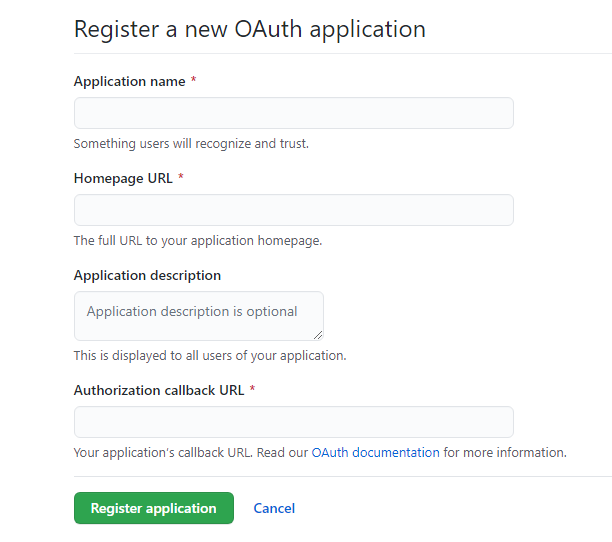 Register a new OAuth application
Application name *
Something users will recognize and trust.
Homepage URL *
The full URL to your application homepage.
Application description
Application description is optional
This is displayed to all users of your application.
Authorization callback URL *
Your application's callback URL. Read our OAuth documentation for more information.
Register application Cancel